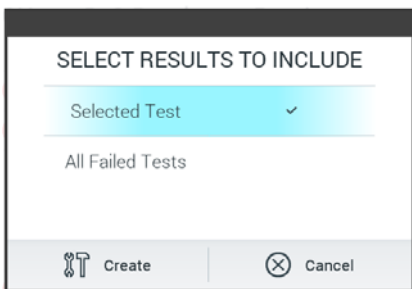 SELECT RESULTS TO INCLUDE
Selected Test
All Failed Tests
Create Cancel